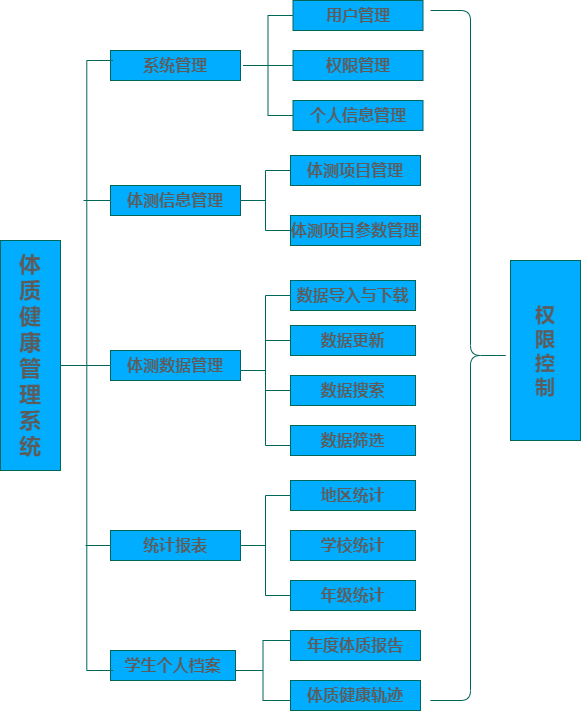 体质健康管理系统
系统管理
用户管理
权限管理
个人信息管理
体测信息管理
体测项目管理
体测项目参数管理
体测数据管理
数据导入与下载
数据更新
数据搜索
数据筛选
统计报表
地区统计
学校统计
年级统计
学生个人档案
年度体质报告
体质健康轨迹
权限控制